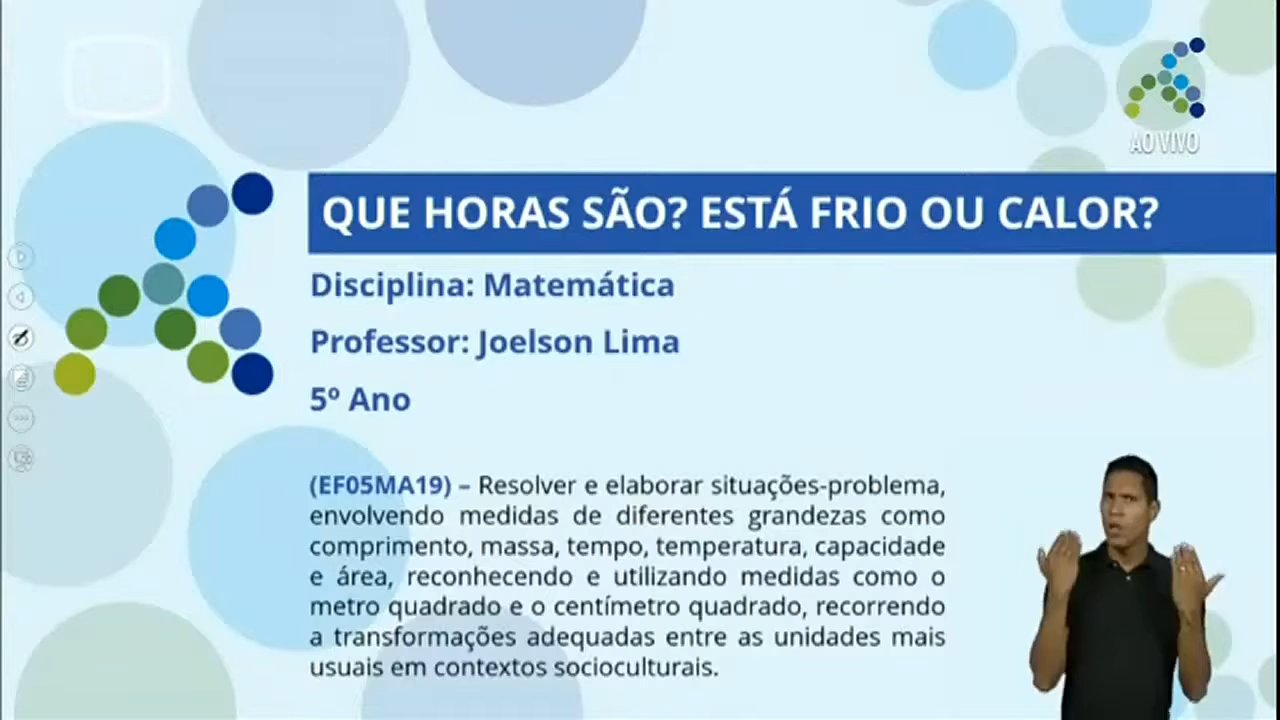 AO VIVO
QUE HORAS SÃO? ESTÁ FRIO OU CALOR?
Disciplina: Matemática
Professor: Joelson Lima
5º Ano
(EF05MA19) – Resolver e elaborar situações-problema,
envolvendo medidas de diferentes grandezas como
comprimento, massa, tempo, temperatura, capacidade
e área, reconhecendo e utilizando medidas como o
metro quadrado e o centímetro quadrado, recorrendo
a transformações adequadas entre as unidades mais
usuais em contextos socioculturais.